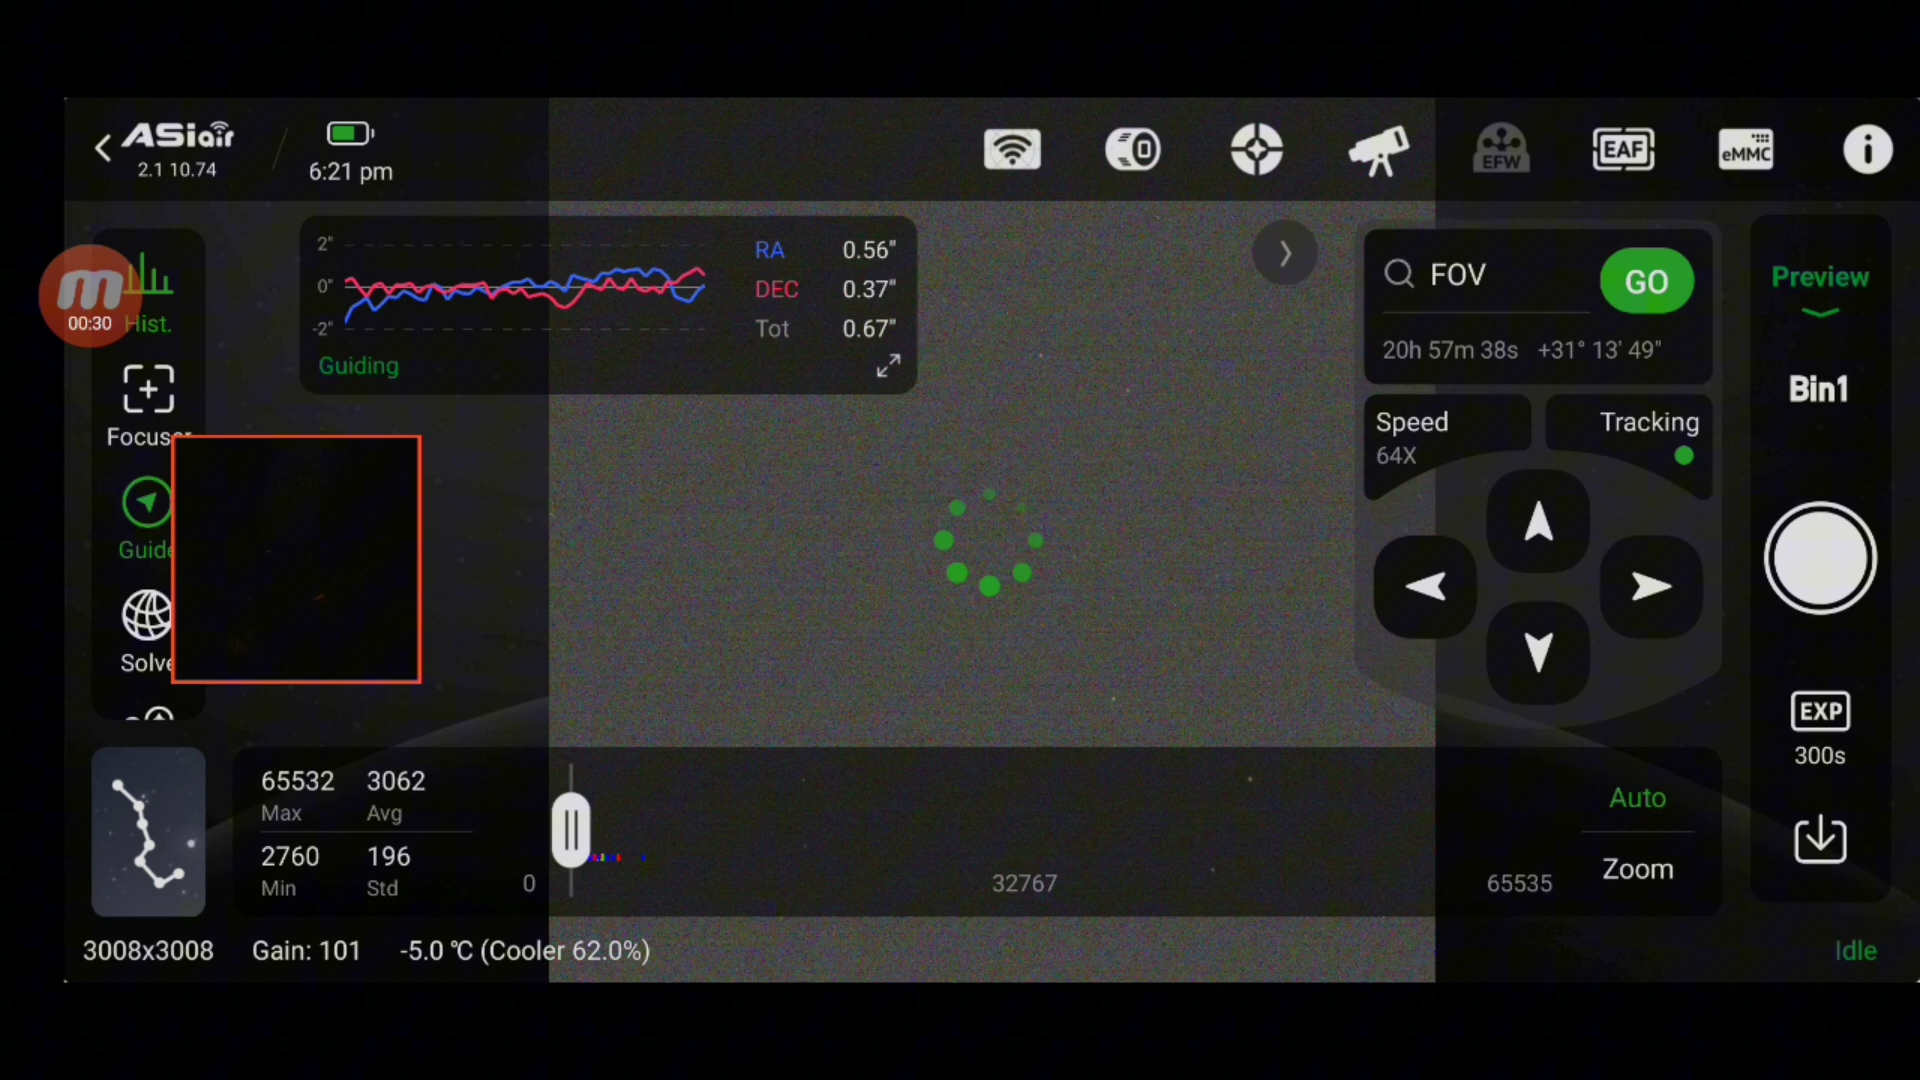 ASiair
2.1 10.74
6:21 pm
EFW
EAF
eMMC
2"
0"
-2"
RA 0.56"
DEC 0.37"
Tot 0.67"
Guiding
FOV
GO
20h 57m 38s +31° 13' 49"
Speed
64X
Tracking
Preview
Bin1
EXP
300s
m
00:30
Hist.
Focuser
Guide
Solve
65532 3062
Max Avg
2760 196
Min Std
0
32767
65535
Auto
Zoom
3008x3008 Gain: 101 -5.0 ℃ (Cooler 62.0%)
Idle